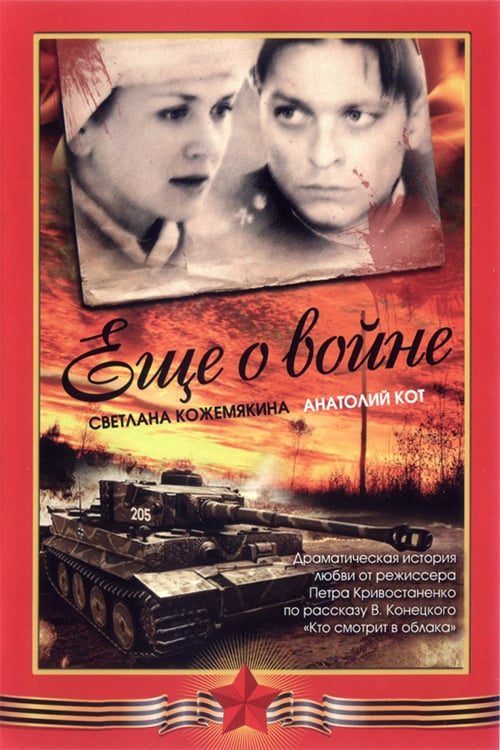 Еще о войне
СВЕТЛАНА КОЖЕМЯКИНА АНАТОЛИЙ КОТ
205
Драматическая история
любви от режиссера
Петра Кривостаненко
по рассказу В. Конецкого
«Кто смотрит в облака»